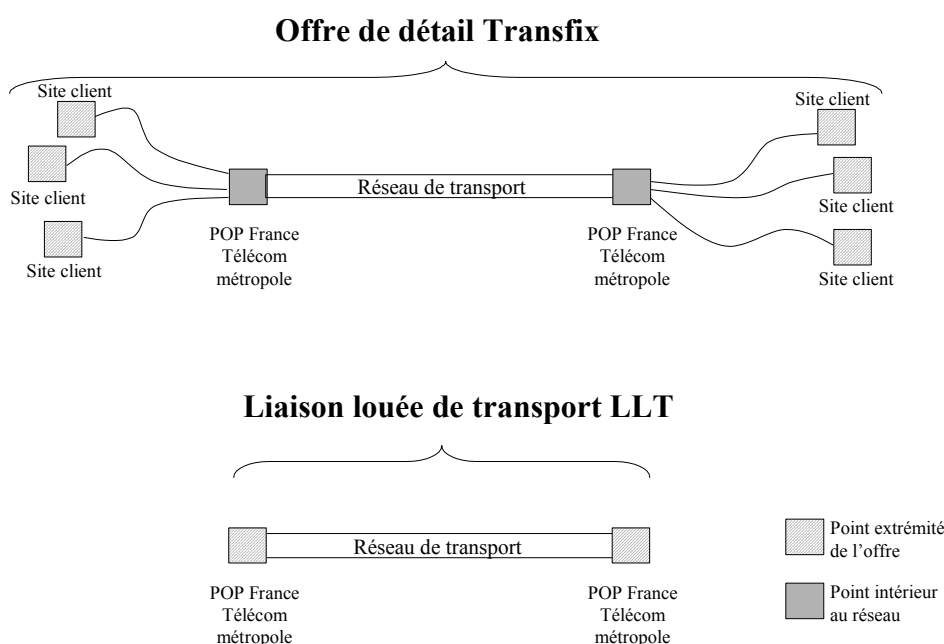 Offre de détail Transfix
Site client
Site client
Site client
Site client
Site client
Site client
Réseau de transport
POP France
Télécom
métropole
POP France
Télécom
métropole
Liaison louée de transport LLT
Réseau de transport
POP France
Télécom
métropole
POP France
Télécom
métropole
Point extrémité
de l'offre
Point intérieur
au réseau